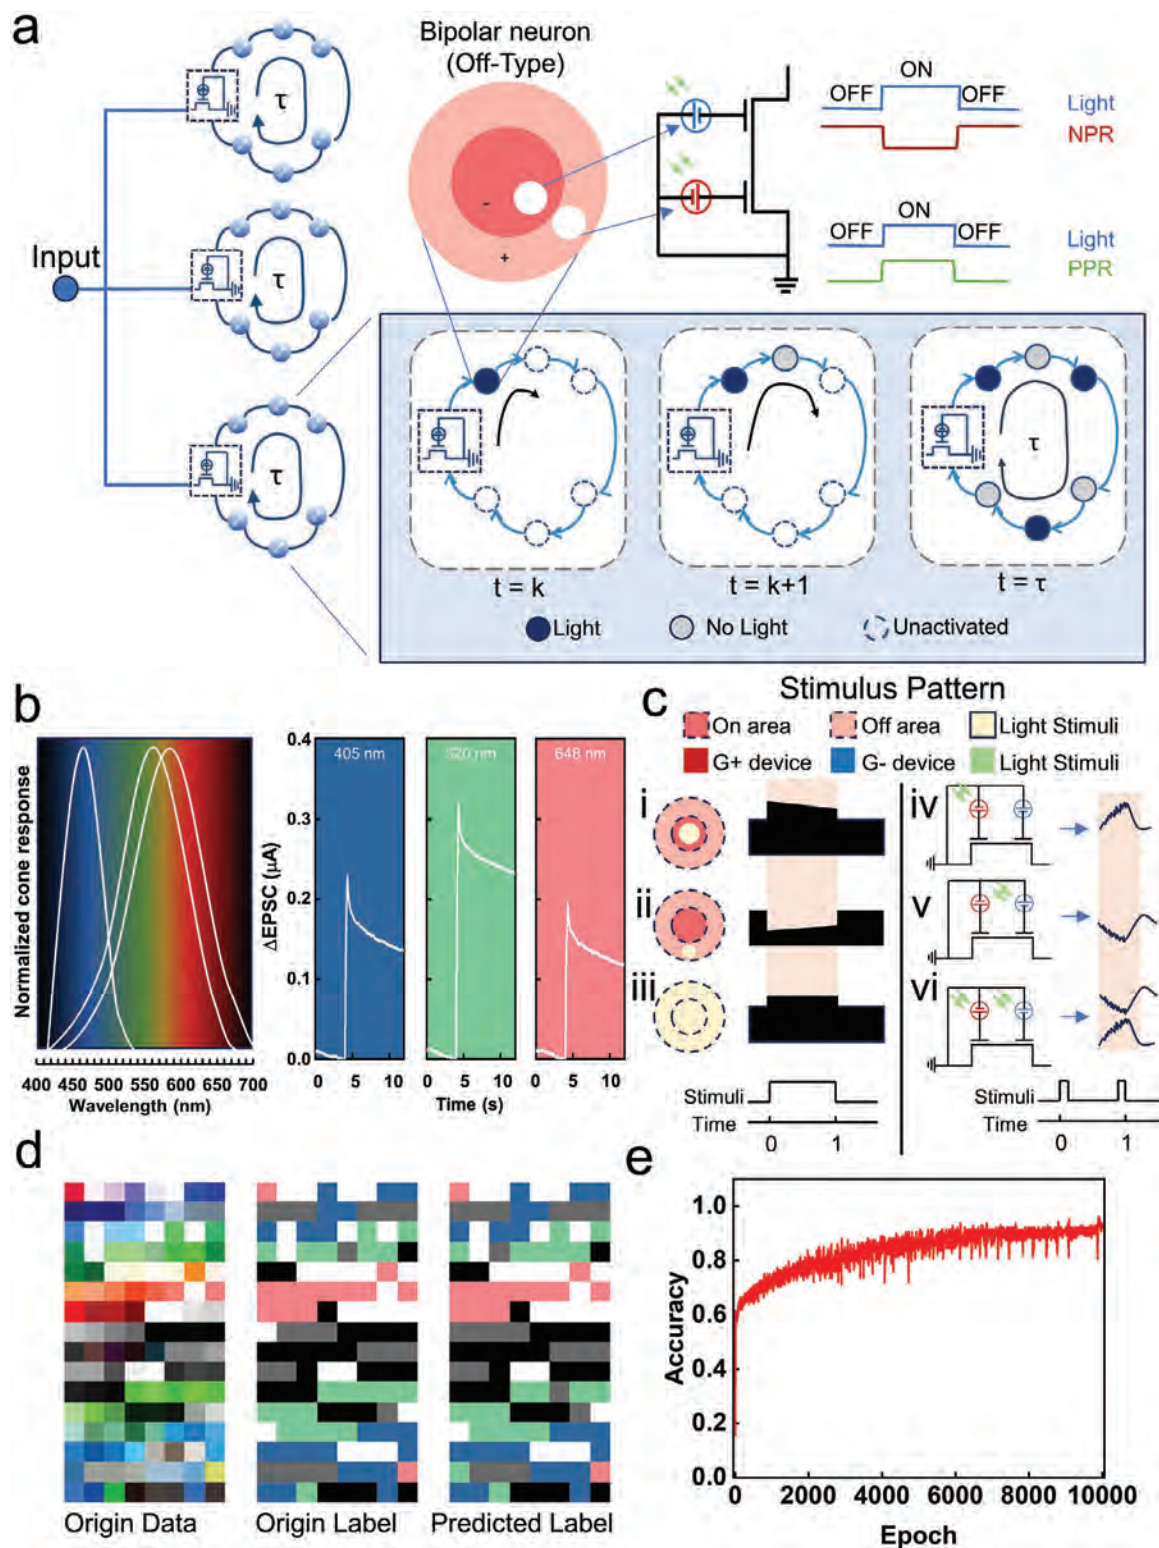 a
Bipolar neuron
(Off-Type)
Input
τ
τ
τ
-
+
OFF
ON
OFF
Light
NPR
OFF
ON
OFF
Light
PPR
τ
t = k
t = k+1
t = τ
Light
No Light
Unactivated
b
Normalized cone response
400 450 500 550 600 650 700
Wavelength (nm)
ΔEPSC (μA)
0.4
0.3
0.2
0.1
0.0
405 nm
520 nm
648 nm
0 5 10
0 5 10
0 5 10
Time (s)
c
Stimulus Pattern
On area
Off area
Light Stimuli
G+ device
G- device
Light Stimuli
i
ii
iii
iv
v
vi
Stimuli
Time
0 1
Stimuli
Time
0 1
d
Origin Data
Origin Label
Predicted Label
e
Accuracy
1.0
0.8
0.6
0.4
0.2
0.0
0 2000 4000 6000 8000 10000
Epoch